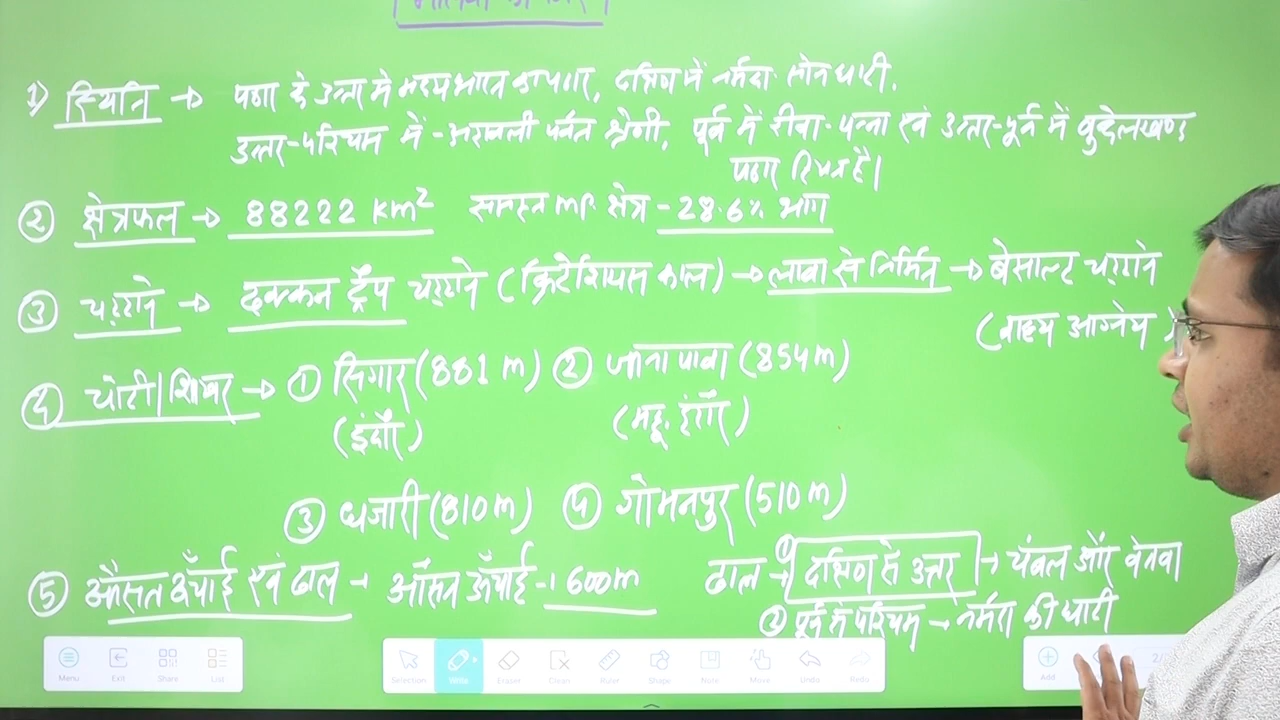 1) स्थिति → पठार के उत्तर में मध्यभारत का पठार, दक्षिण में नर्मदा सोन घाटी.
उत्तर-पश्चिम में - अरावली पर्वत श्रेणी, पूर्व में रीवा-पन्ना एवं उत्तर-पूर्व में बुन्देलखण्ड
पठार स्थित है।
② क्षेत्रफल → 88222 km² समस्त m.p. क्षेत्र - 28.6% भाग
③ चट्टाने → दक्कन ट्रैप चट्टाने (क्रिटेशियस काल) → लावा से निर्मित → बेसाल्ट चट्टाने
(बाह्य आग्नेय
④ चोटी/शिखर → ① सिगार (881 m) ② जानापावा (854 m)
(इंदौर) (महू, इंदौर)
③ धजारी (810 m) ④ गोमनपुर (510 m)
⑤ औसत ऊँचाई एवं ढाल → औसत ऊँचाई - 600m ढाल → ① दक्षिण से उत्तर → चंबल और बेतवा
② पूर्व से पश्चिम → नर्मदा की घाटी
Menu Exit Share List Selection Write Eraser Clean Ruler Shape Note Move Undo Redo Add 2/